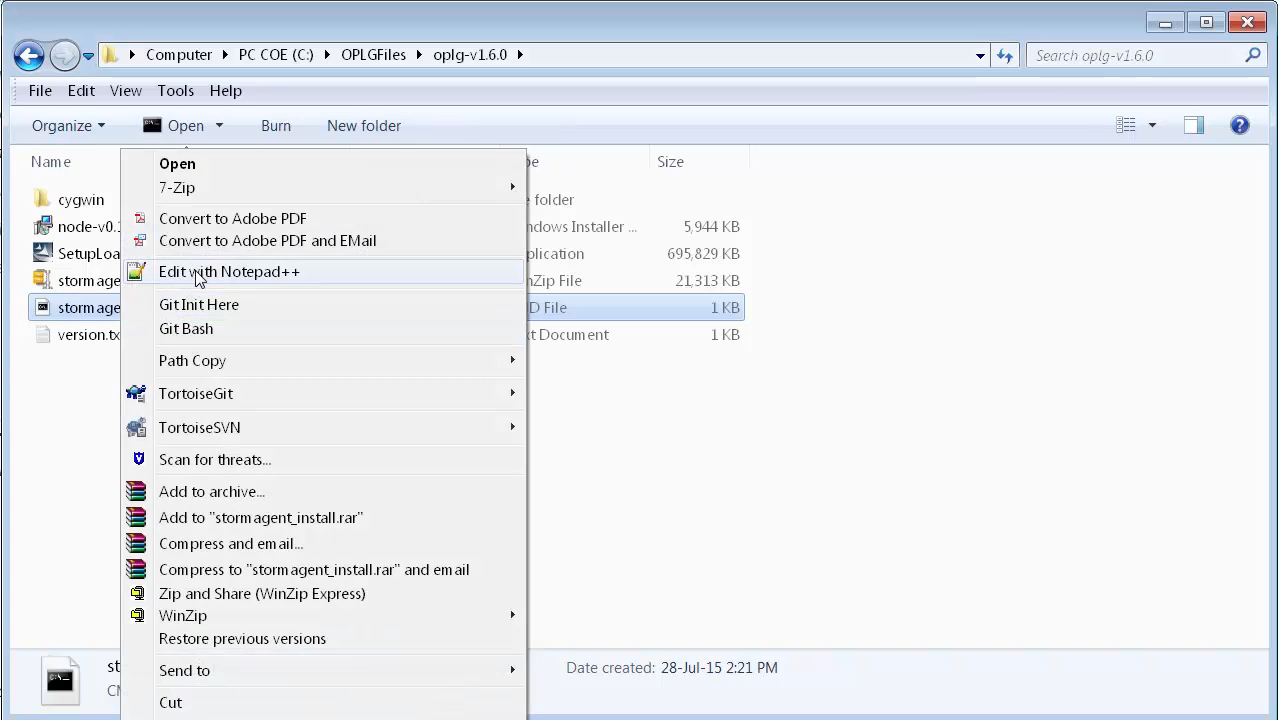 Computer PC COE (C:) OPLGFiles oplg-v1.6.0
Search oplg-v1.6.0
File Edit View Tools Help
Organize Open Burn New folder
Name
pe
Size
cygwin
e folder
node-v0.1
ndows Installer ...
5,944 KB
SetupLoa
plication
695,829 KB
stormage
nZip File
21,313 KB
stormage
D File
1 KB
version.tx
xt Document
1 KB
Open
7-Zip
Convert to Adobe PDF
Convert to Adobe PDF and EMail
Edit with Notepad++
Git Init Here
Git Bash
Path Copy
TortoiseGit
TortoiseSVN
Scan for threats...
Add to archive...
Add to "stormagent_install.rar"
Compress and email...
Compress to "stormagent_install.rar" and email
Zip and Share (WinZip Express)
WinZip
Restore previous versions
Send to
Cut
st
CM
Date created: 28-Jul-15 2:21 PM